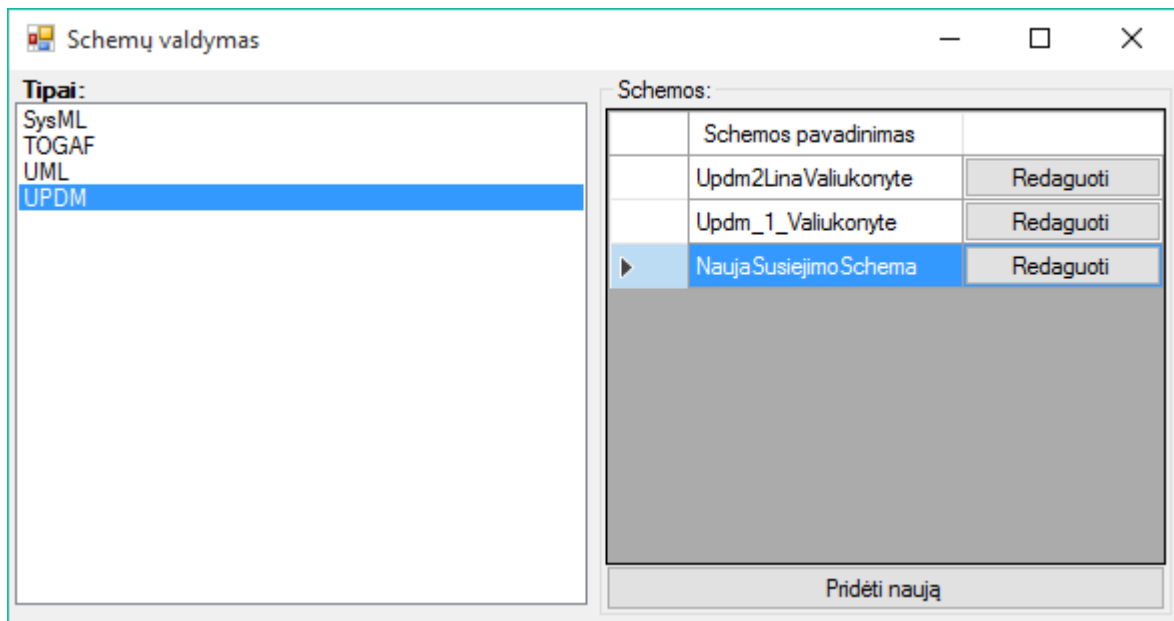 Schemų valdymas
Tipai:
SysML
TOGAF
UML
UPDM
Schemos:
Schemos pavadinimas
Updm2LinaValiukonyte Redaguoti
Updm_1_Valiukonyte Redaguoti
NaujaSusiejimoSchema Redaguoti
Pridėti naują